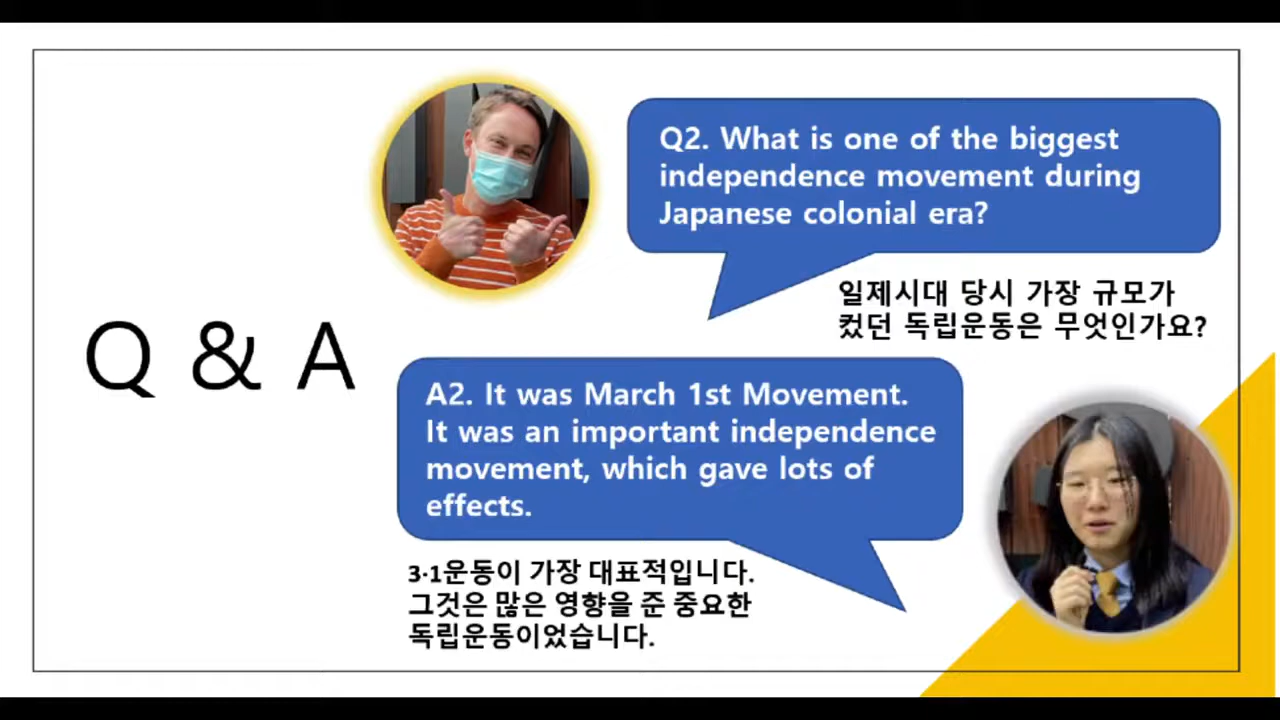 Q & A
Q2. What is one of the biggest
independence movement during
Japanese colonial era?
일제시대 당시 가장 규모가
컸던 독립운동은 무엇인가요?
A2. It was March 1st Movement.
It was an important independence
movement, which gave lots of
effects.
3·1운동이 가장 대표적입니다.
그것은 많은 영향을 준 중요한
독립운동이었습니다.